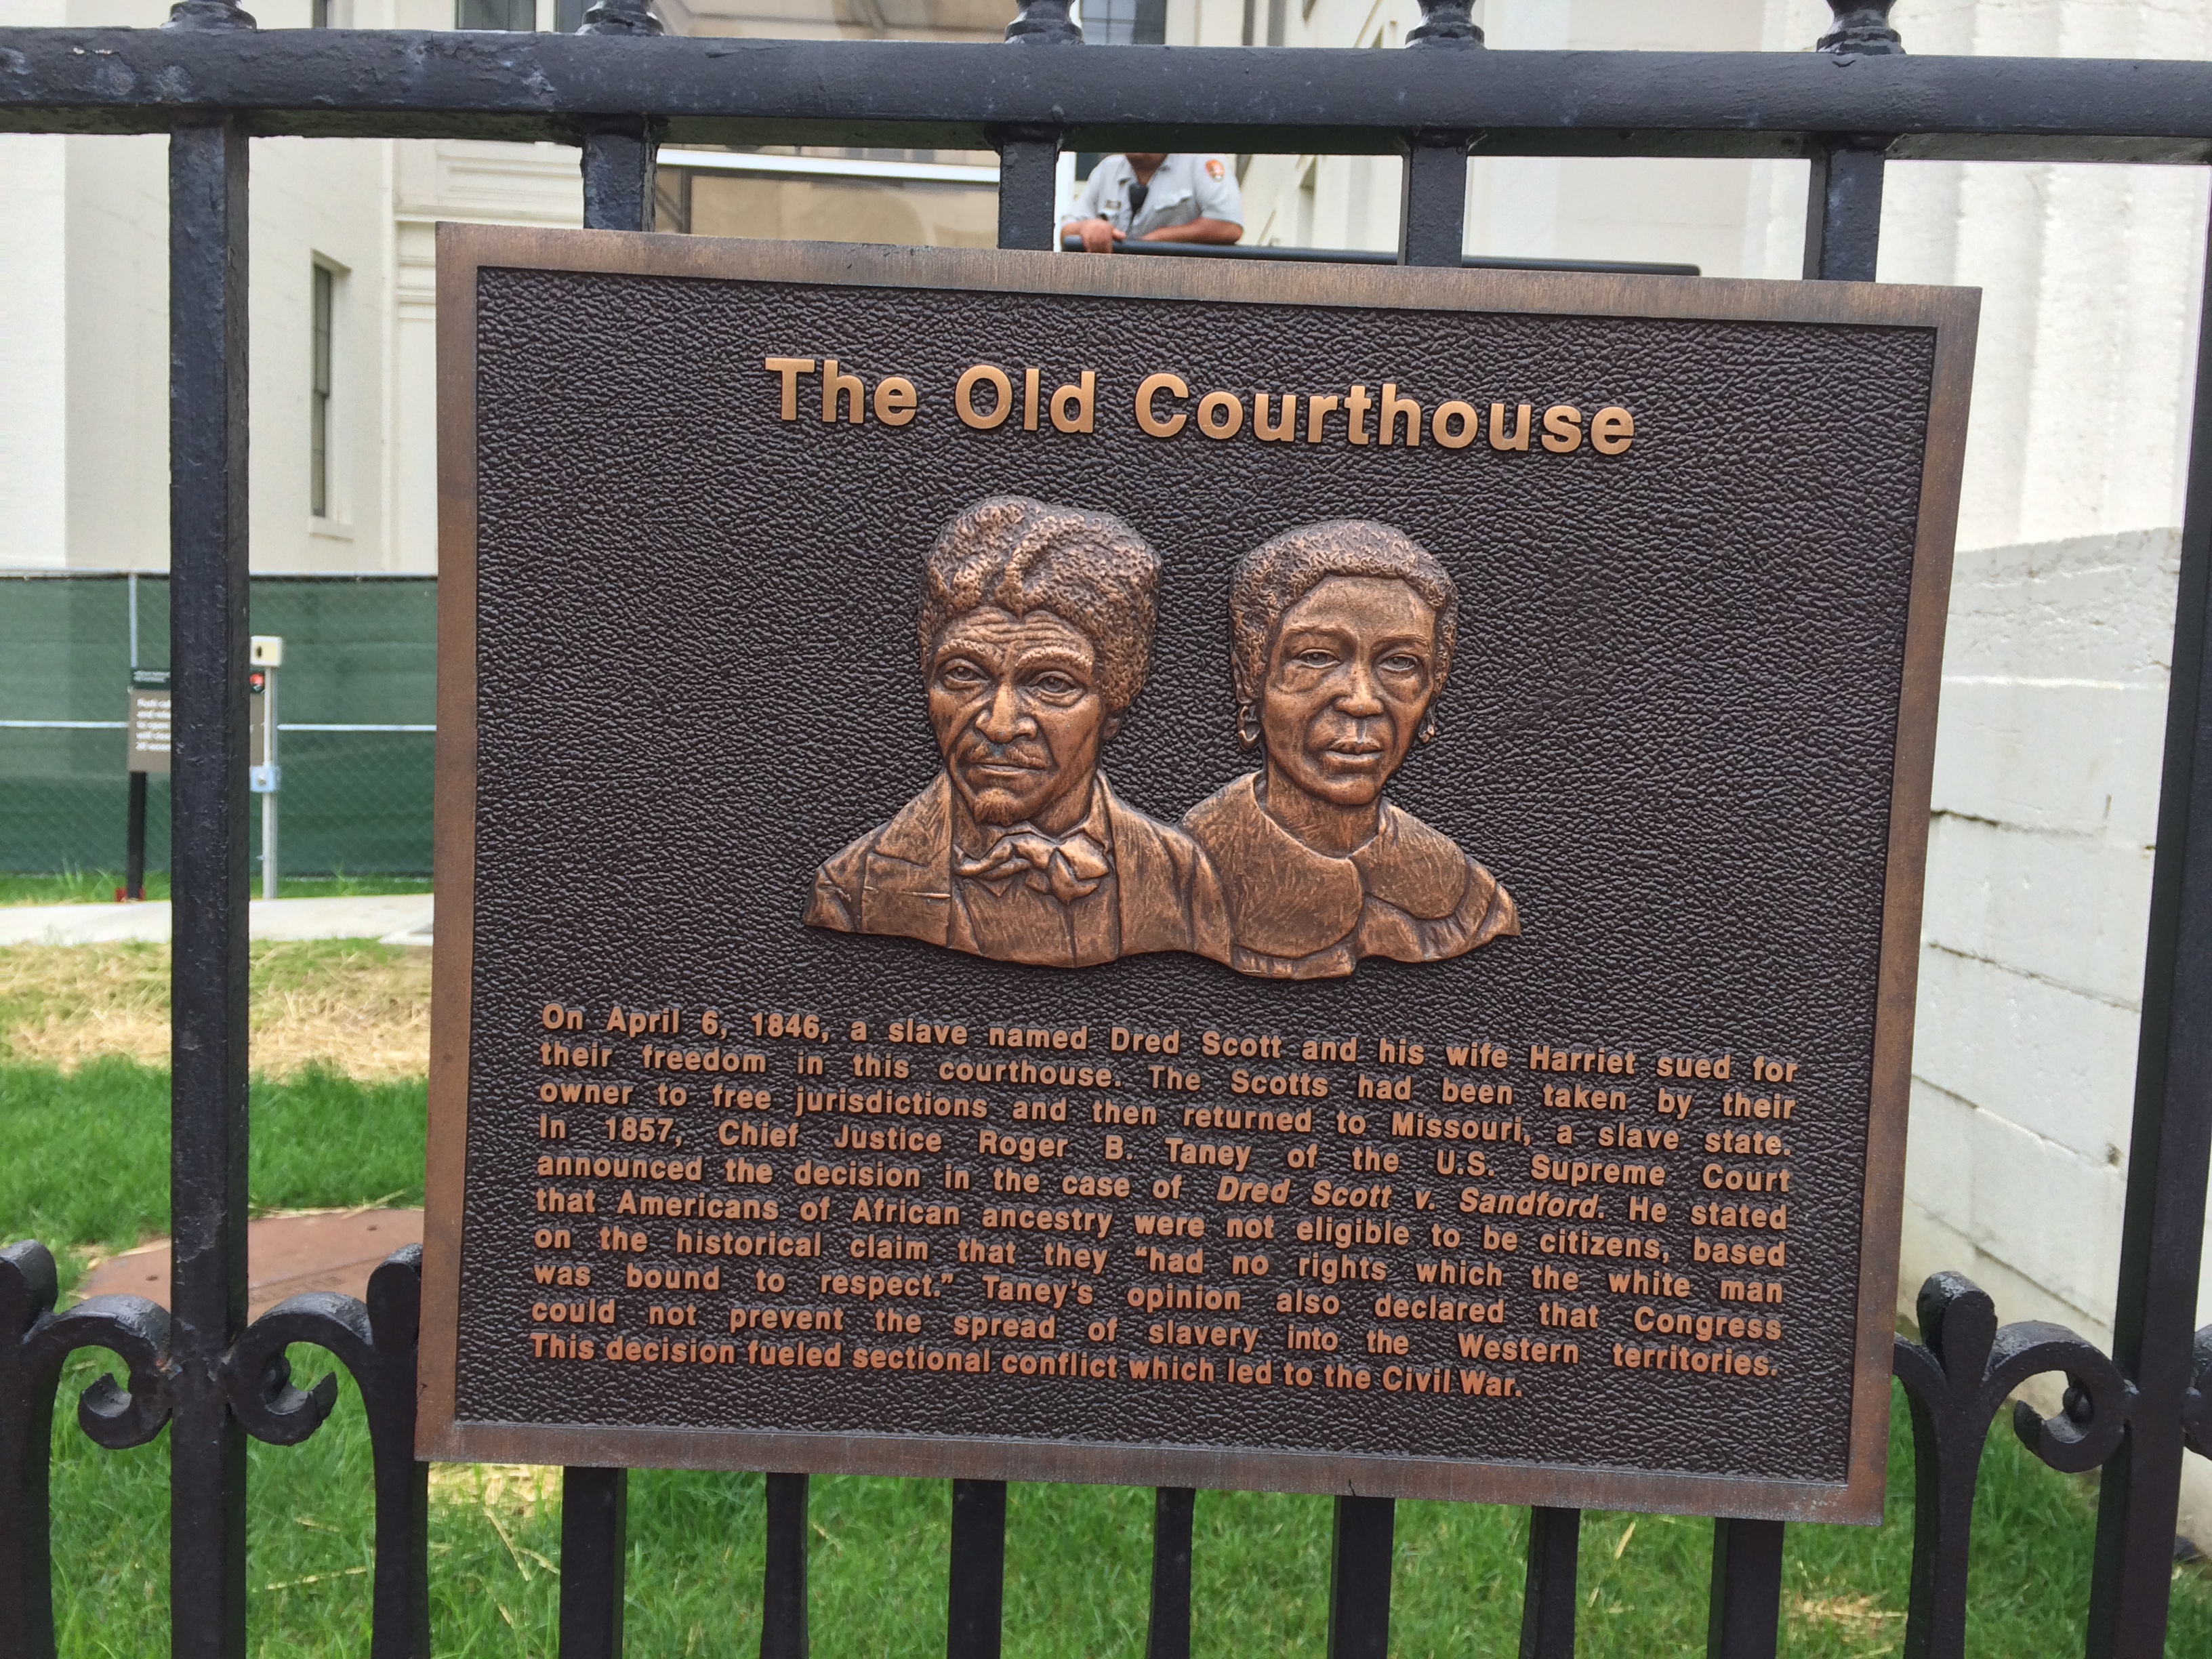 The Old Courthouse
On April 6, 1846, a slave named Dred Scott and his wife Harriet sued for
their freedom in this courthouse. The Scotts had been taken by their
owner to free jurisdictions and then returned to Missouri, a slave state.
In 1857, Chief Justice Roger B. Taney of the U.S. Supreme Court
announced the decision in the case of Dred Scott v. Sandford. He stated
that Americans of African ancestry were not eligible to be citizens, based
on the historical claim that they “had no rights which the white man
was bound to respect.” Taney’s opinion also declared that Congress
could not prevent the spread of slavery into the Western territories.
This decision fueled sectional conflict which led to the Civil War.